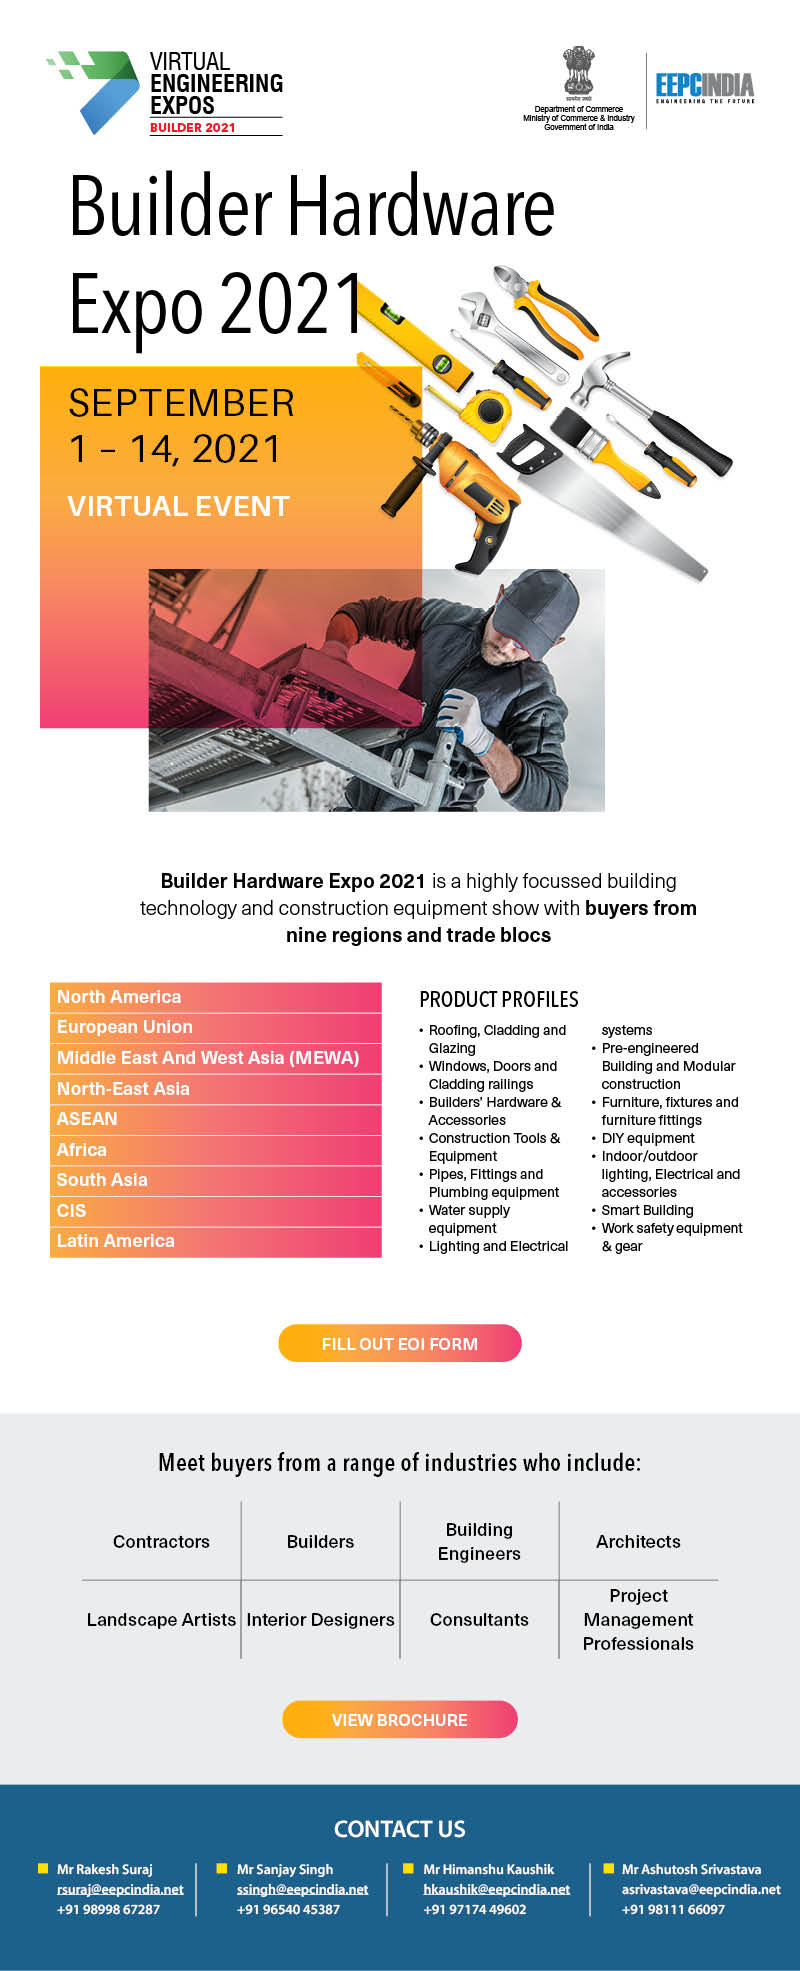 VIRTUAL
ENGINEERING
EXPOS
BUILDER 2021
सत्यमेव जयते
Department of Commerce
Ministry of Commerce & Industry
Government of India
EEPCINDIA
ENGINEERING THE FUTURE
Builder Hardware
Expo 2021
SEPTEMBER
1 – 14, 2021
VIRTUAL EVENT
Builder Hardware Expo 2021 is a highly focussed building
technology and construction equipment show with buyers from
nine regions and trade blocs
North America
European Union
Middle East And West Asia (MEWA)
North-East Asia
ASEAN
Africa
South Asia
CIS
Latin America
PRODUCT PROFILES
• Roofing, Cladding and
Glazing
• Windows, Doors and
Cladding railings
• Builders' Hardware &
Accessories
• Construction Tools &
Equipment
• Pipes, Fittings and
Plumbing equipment
• Water supply
equipment
• Lighting and Electrical
systems
• Pre-engineered
Building and Modular
construction
• Furniture, fixtures and
furniture fittings
• DIY equipment
• Indoor/outdoor
lighting, Electrical and
accessories
• Smart Building
• Work safety equipment
& gear
FILL OUT EOI FORM
Meet buyers from a range of industries who include:
Contractors
Builders
Building
Engineers
Architects
Landscape Artists
Interior Designers
Consultants
Project
Management
Professionals
VIEW BROCHURE
CONTACT US
Mr Rakesh Suraj
rsuraj@eepcindia.net
+91 98998 67287
Mr Sanjay Singh
ssingh@eepcindia.net
+91 96540 45387
Mr Himanshu Kaushik
hkaushik@eepcindia.net
+91 97174 49602
Mr Ashutosh Srivastava
asrivastava@eepcindia.net
+91 98111 66097